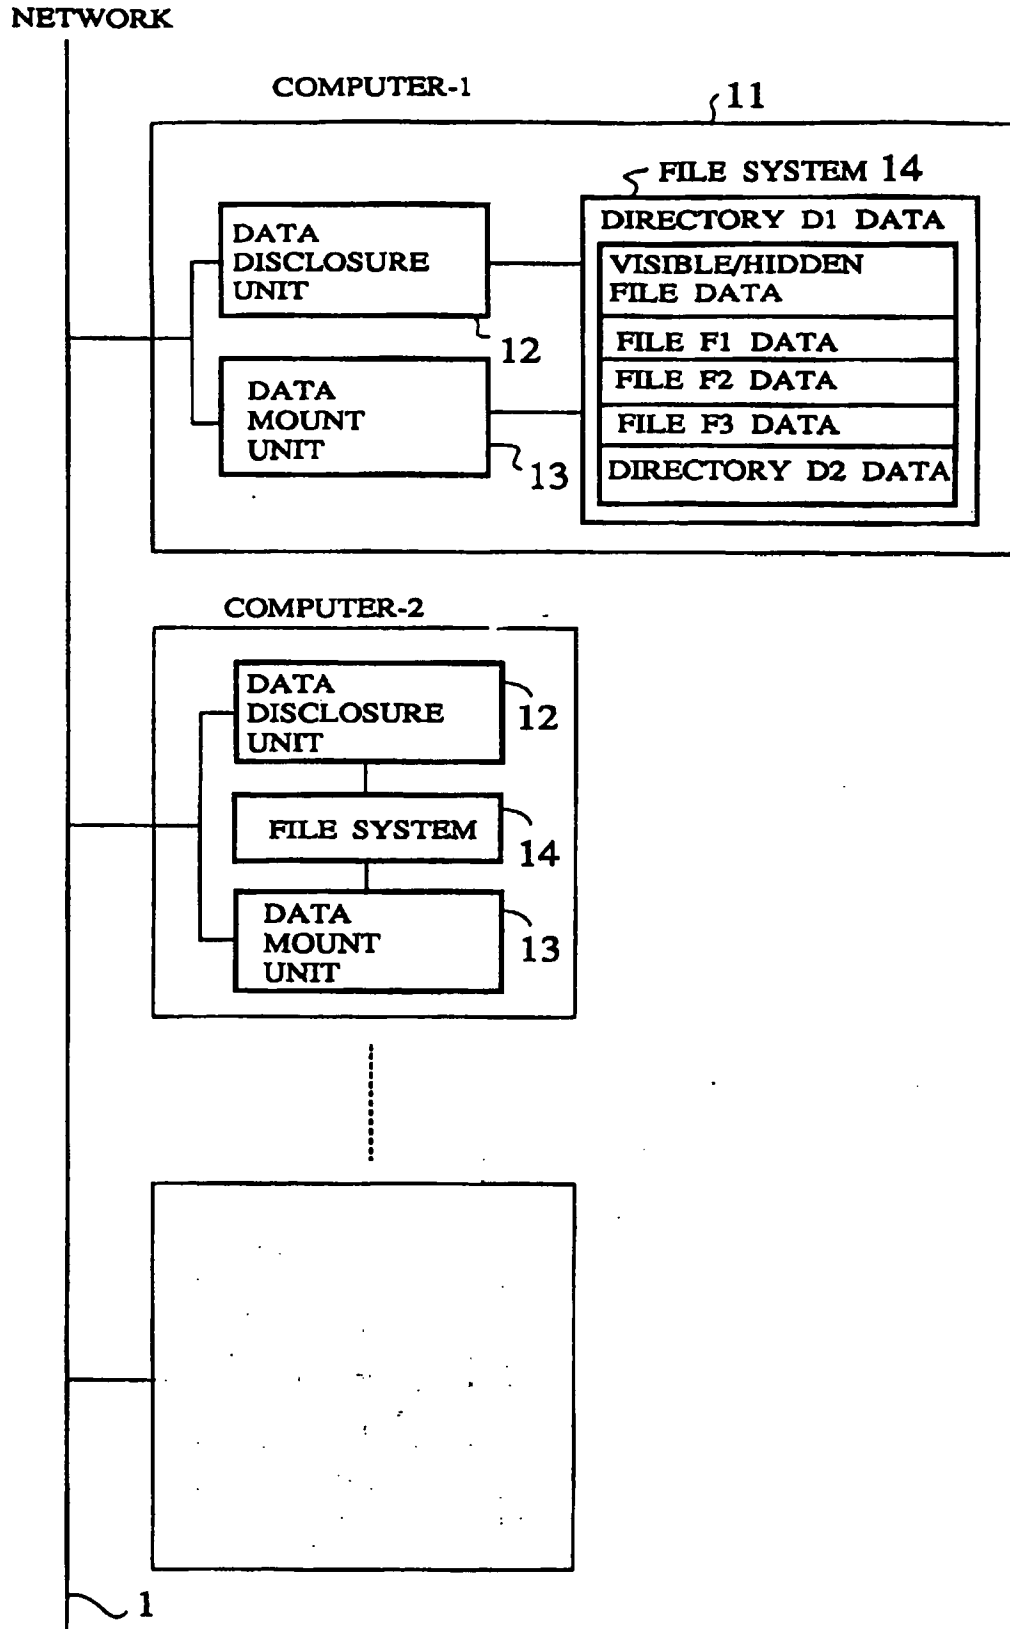 NETWORK
COMPUTER-1
11
FILE SYSTEM 14
DATA
DISCLOSURE
UNIT
12
DIRECTORY D1 DATA
VISIBLE/HIDDEN
FILE DATA
FILE F1 DATA
FILE F2 DATA
FILE F3 DATA
DIRECTORY D2 DATA
DATA
MOUNT
UNIT
13
COMPUTER-2
DATA
DISCLOSURE
UNIT
12
FILE SYSTEM
14
DATA
MOUNT
UNIT
13
1